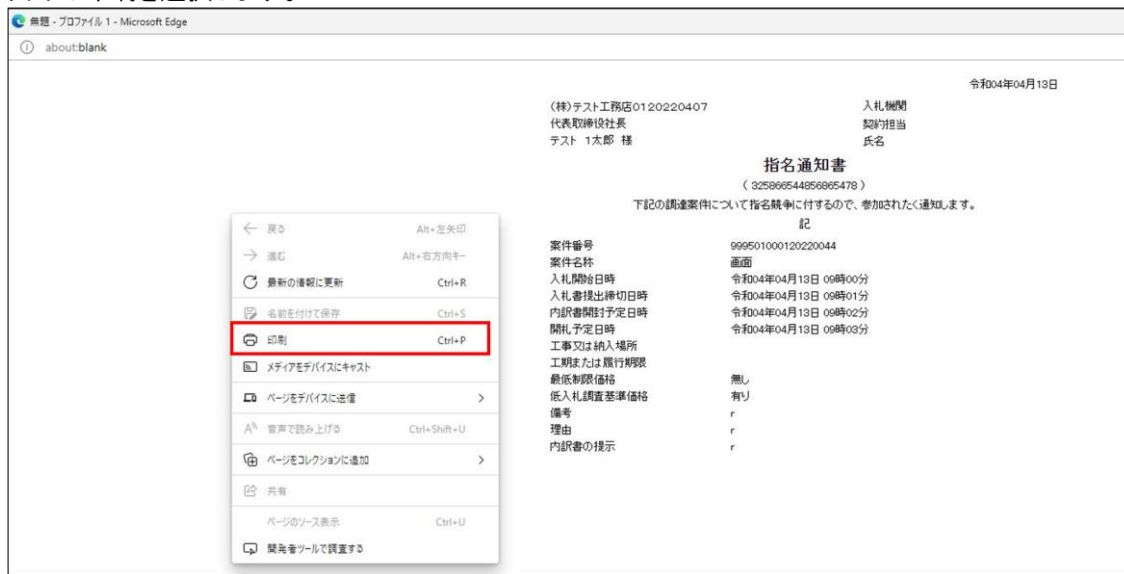 無題 - プロファイル 1 - Microsoft Edge
about:blank
令和04年04月13日
(株)テスト工務店0120220407 入札機関
代表取締役社長 契約担当
テスト 1太郎 様 氏名
指名通知書
( 325866544856865478 )
下記の調達案件について指名競争に付するので、参加されたく通知します。
記
案件番号 999501000120220044
案件名称 画面
入札開始日時 令和04年04月13日 09時00分
入札書提出締切日時 令和04年04月13日 09時01分
内訳書開封予定日時 令和04年04月13日 09時02分
開札予定日時 令和04年04月13日 09時03分
工事又は納入場所
工期または履行期限
最低制限価格 無し
低入札調査基準価格 有り
備考 r
理由 r
内訳書の提示 r
戻る Alt+左矢印
進む Alt+右方向キー
最新の情報に更新 Ctrl+R
名前を付けて保存 Ctrl+S
印刷 Ctrl+P
メディアをデバイスにキャスト
ページをデバイスに送信
音声で読み上げる Ctrl+Shift+U
ページをコレクションに追加
共有
ページのソース表示 Ctrl+U
開発者ツールで調査する